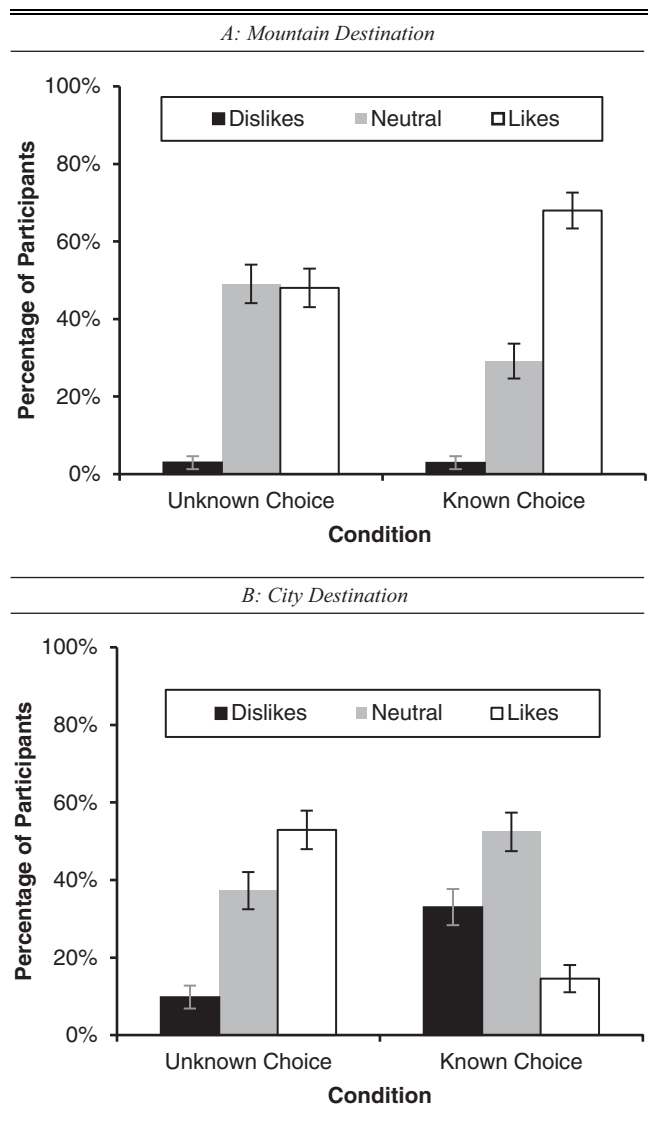 A: Mountain Destination
100%
Dislikes Neutral Likes
80%
60%
40%
20%
0%
Percentage of Participants
Unknown Choice Known Choice
Condition
B: City Destination
100%
Dislikes Neutral Likes
80%
60%
40%
20%
0%
Percentage of Participants
Unknown Choice Known Choice
Condition